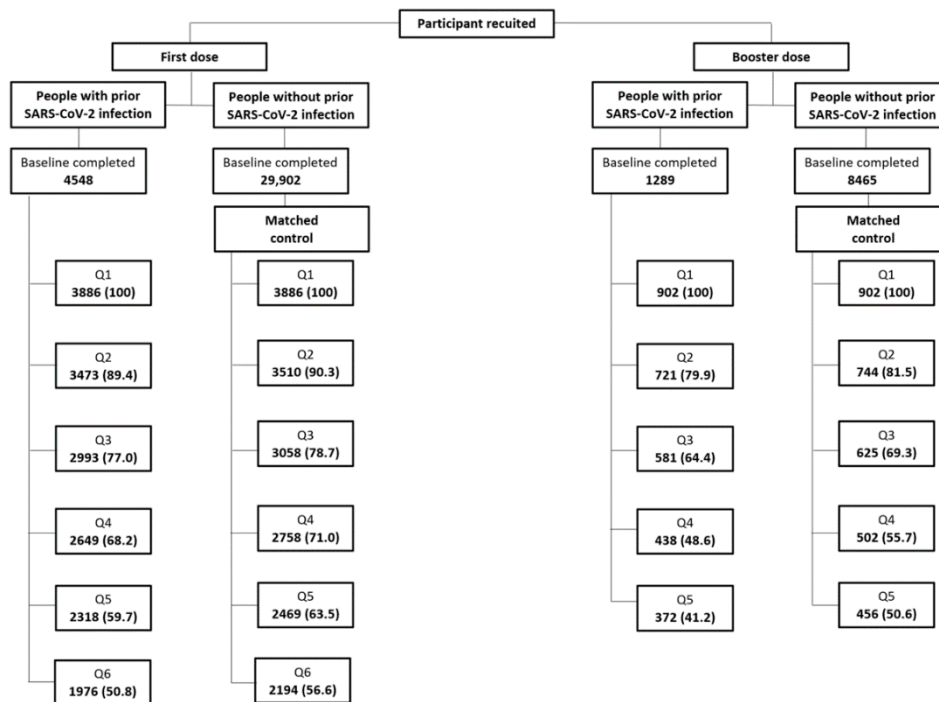 Participant recuited
First dose
Booster dose
People with prior
SARS-CoV-2 infection
People without prior
SARS-CoV-2 infection
People with prior
SARS-CoV-2 infection
People without prior
SARS-CoV-2 infection
Baseline completed
4548
Baseline completed
29,902
Baseline completed
1289
Baseline completed
8465
Matched
control
Matched
control
Q1
3886 (100)
Q1
3886 (100)
Q1
902 (100)
Q1
902 (100)
Q2
3473 (89.4)
Q2
3510 (90.3)
Q2
721 (79.9)
Q2
744 (81.5)
Q3
2993 (77.0)
Q3
3058 (78.7)
Q3
581 (64.4)
Q3
625 (69.3)
Q4
2649 (68.2)
Q4
2758 (71.0)
Q4
438 (48.6)
Q4
502 (55.7)
Q5
2318 (59.7)
Q5
2469 (63.5)
Q5
372 (41.2)
Q5
456 (50.6)
Q6
1976 (50.8)
Q6
2194 (56.6)